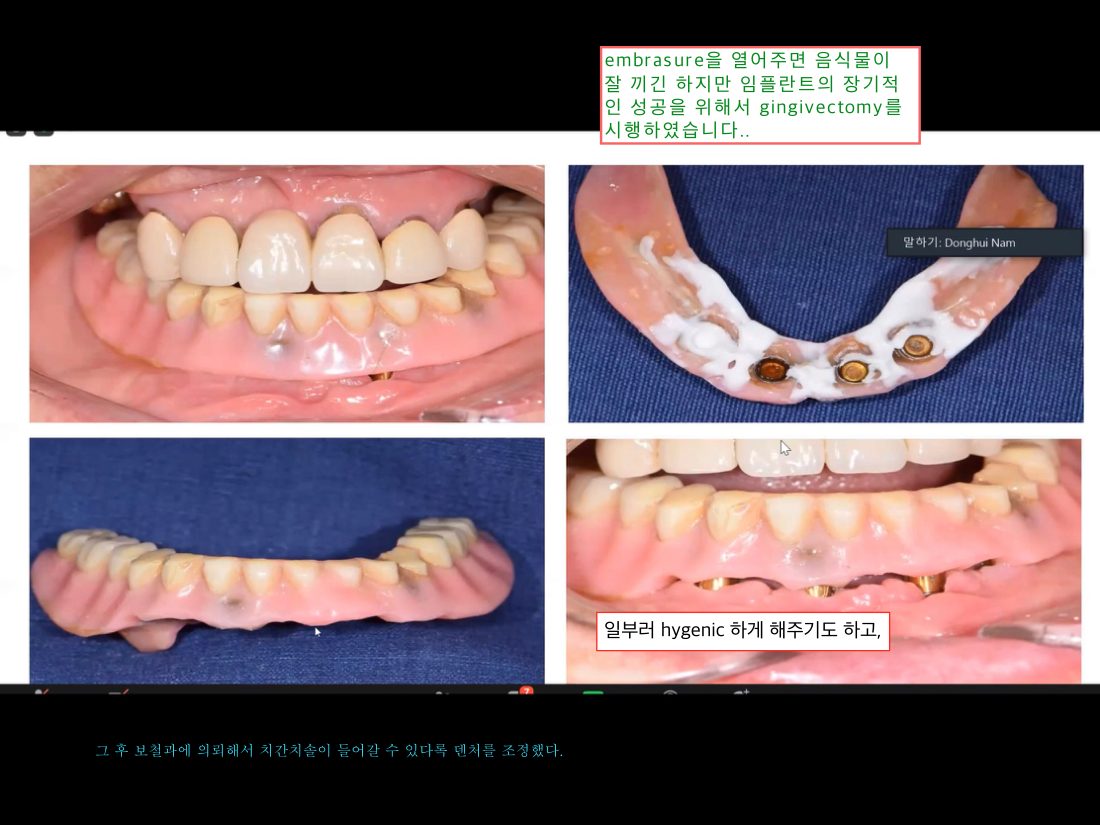 embrasure을 열어주면 음식물이
잘 끼긴 하지만 임플란트의 장기적
인 성공을 위해서 gingivectomy를
시행하였습니다..
말하기: Donghui Nam
일부러 hygenic 하게 해주기도 하고,
7
그 후 보철과에 의뢰해서 치간치솔이 들어갈 수 있다록 덴처를 조정했다.